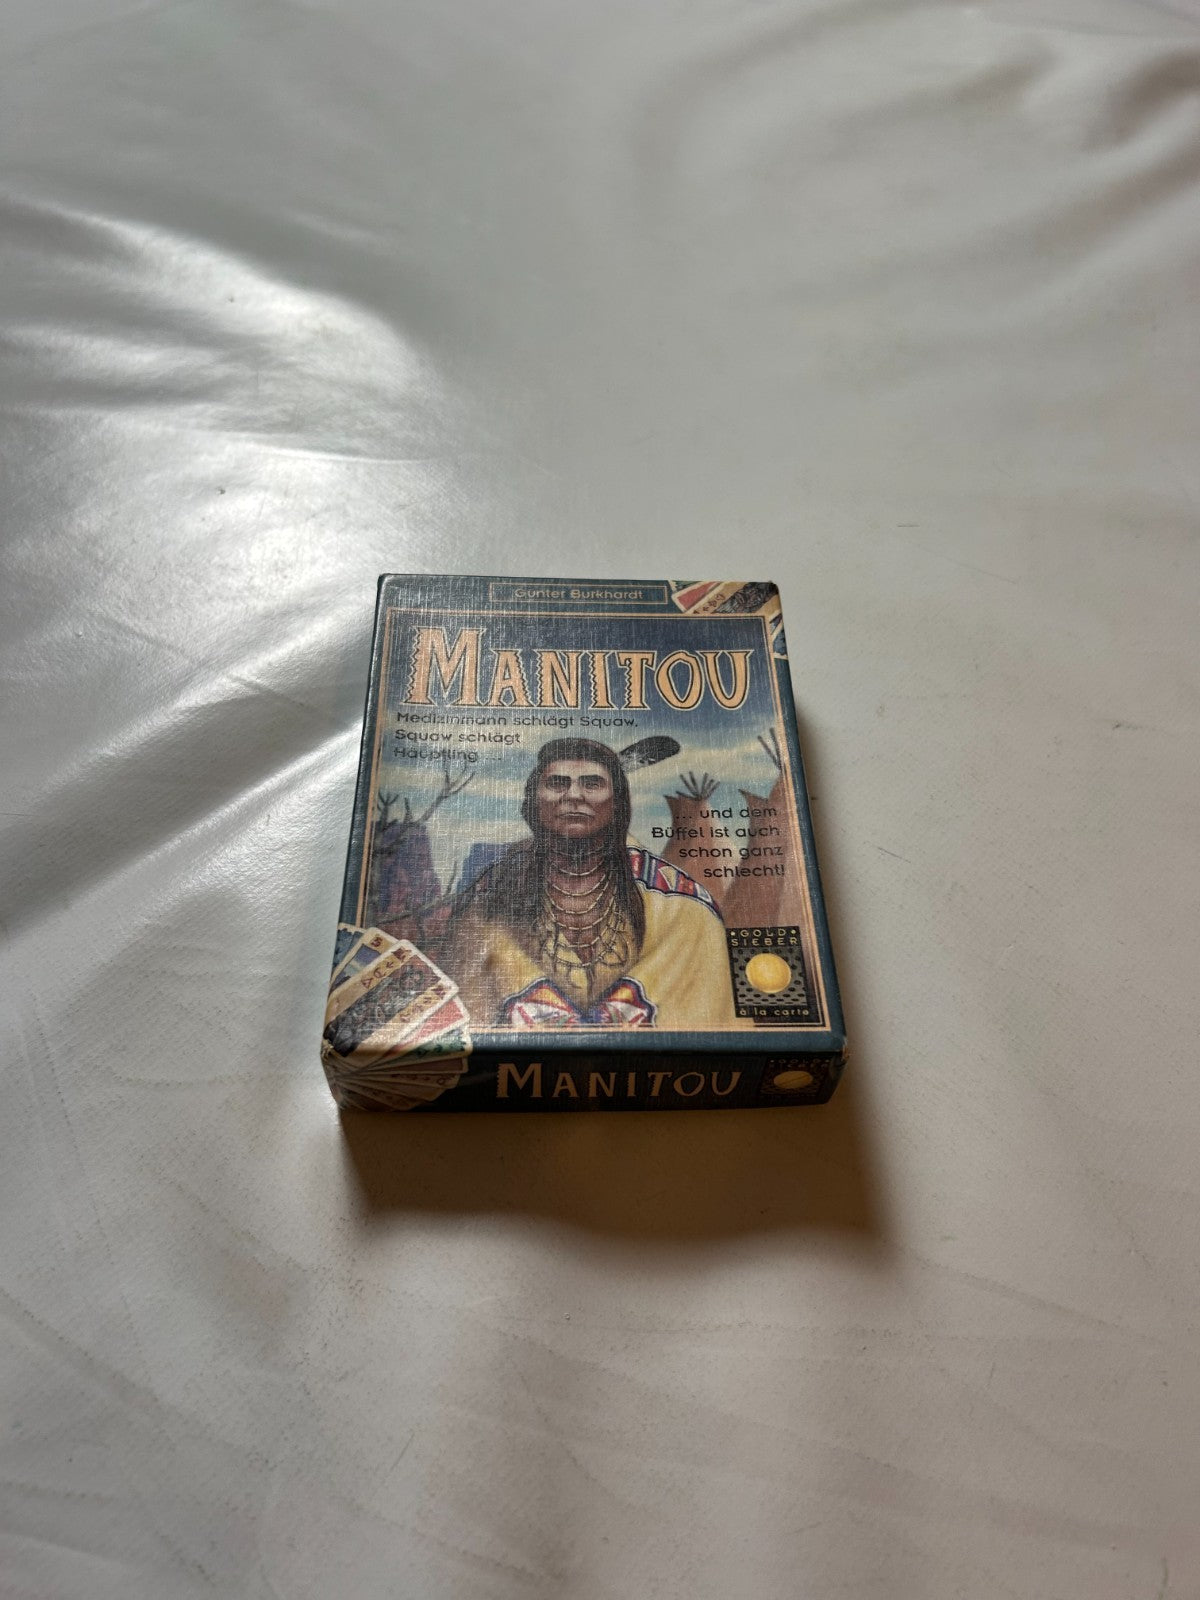 Günter Burkhardt
MANITOU
Medizinmann schlägt Squaw,
Squaw schlägt
Häuptling ...
... und dem
Büffel ist auch
schon ganz
schlecht!
GOLD
SIEBER
à la carte
MANITOU